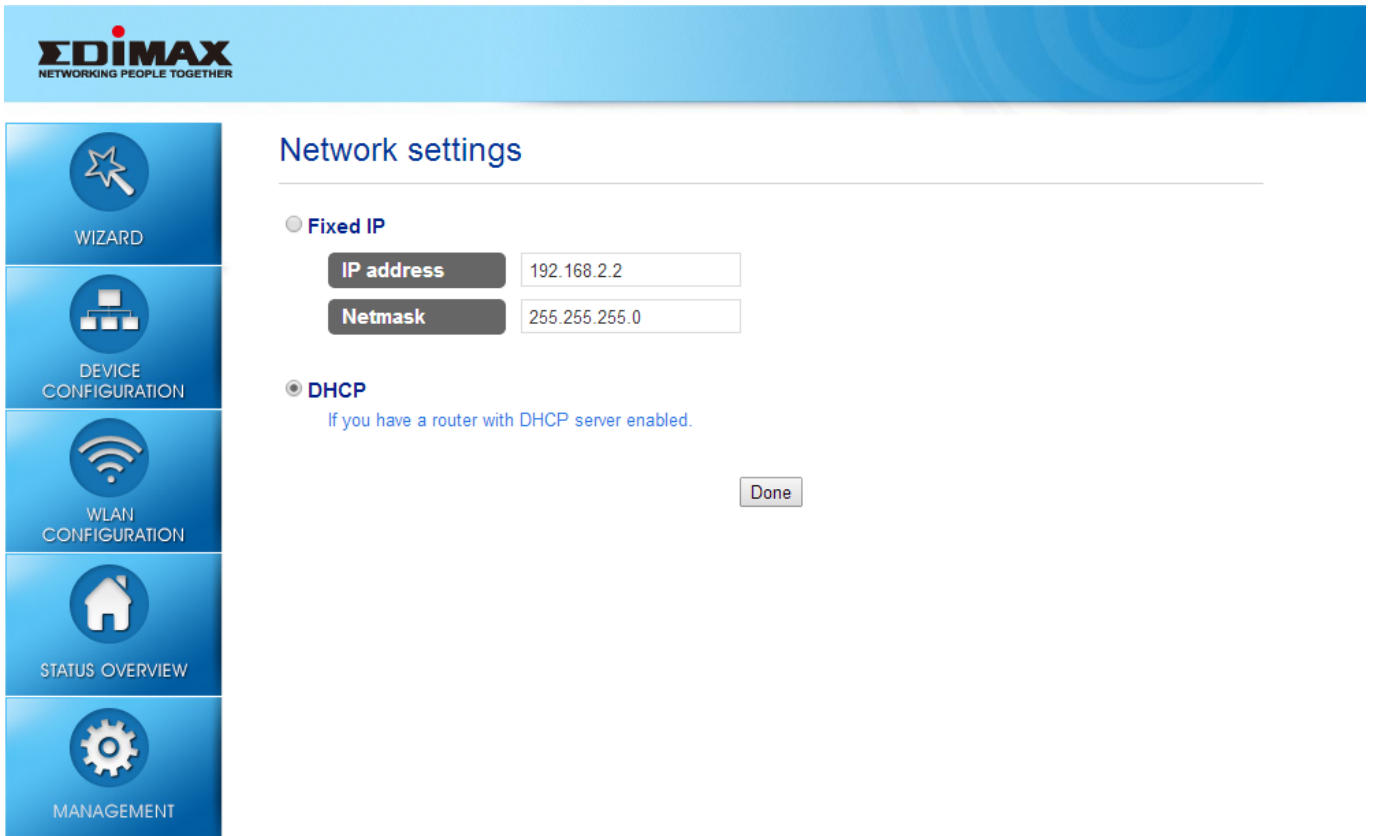 EDIMAX
NETWORKING PEOPLE TOGETHER
WIZARD
DEVICE
CONFIGURATION
WLAN
CONFIGURATION
STATUS OVERVIEW
MANAGEMENT
Network settings
Fixed IP
IP address 192.168.2.2
Netmask 255.255.255.0
DHCP
If you have a router with DHCP server enabled.
Done